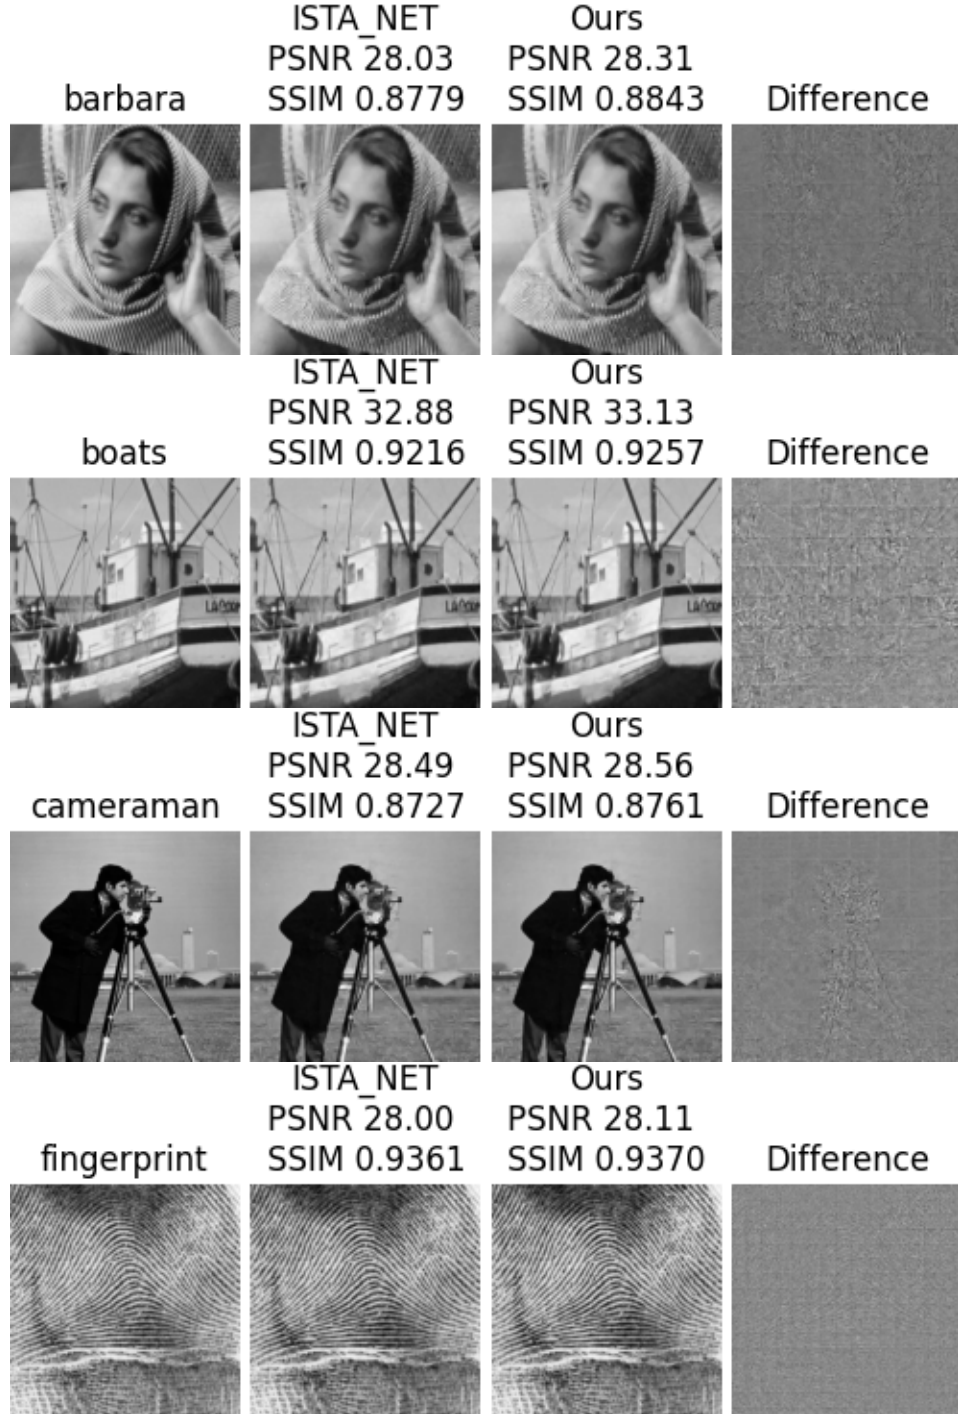 ISTA_NET Ours
PSNR 28.03 PSNR 28.31
barbara SSIM 0.8779 SSIM 0.8843 Difference
ISTA_NET Ours
PSNR 32.88 PSNR 33.13
boats SSIM 0.9216 SSIM 0.9257 Difference
ISTA_NET Ours
PSNR 28.49 PSNR 28.56
cameraman SSIM 0.8727 SSIM 0.8761 Difference
ISTA_NET Ours
PSNR 28.00 PSNR 28.11
fingerprint SSIM 0.9361 SSIM 0.9370 Difference